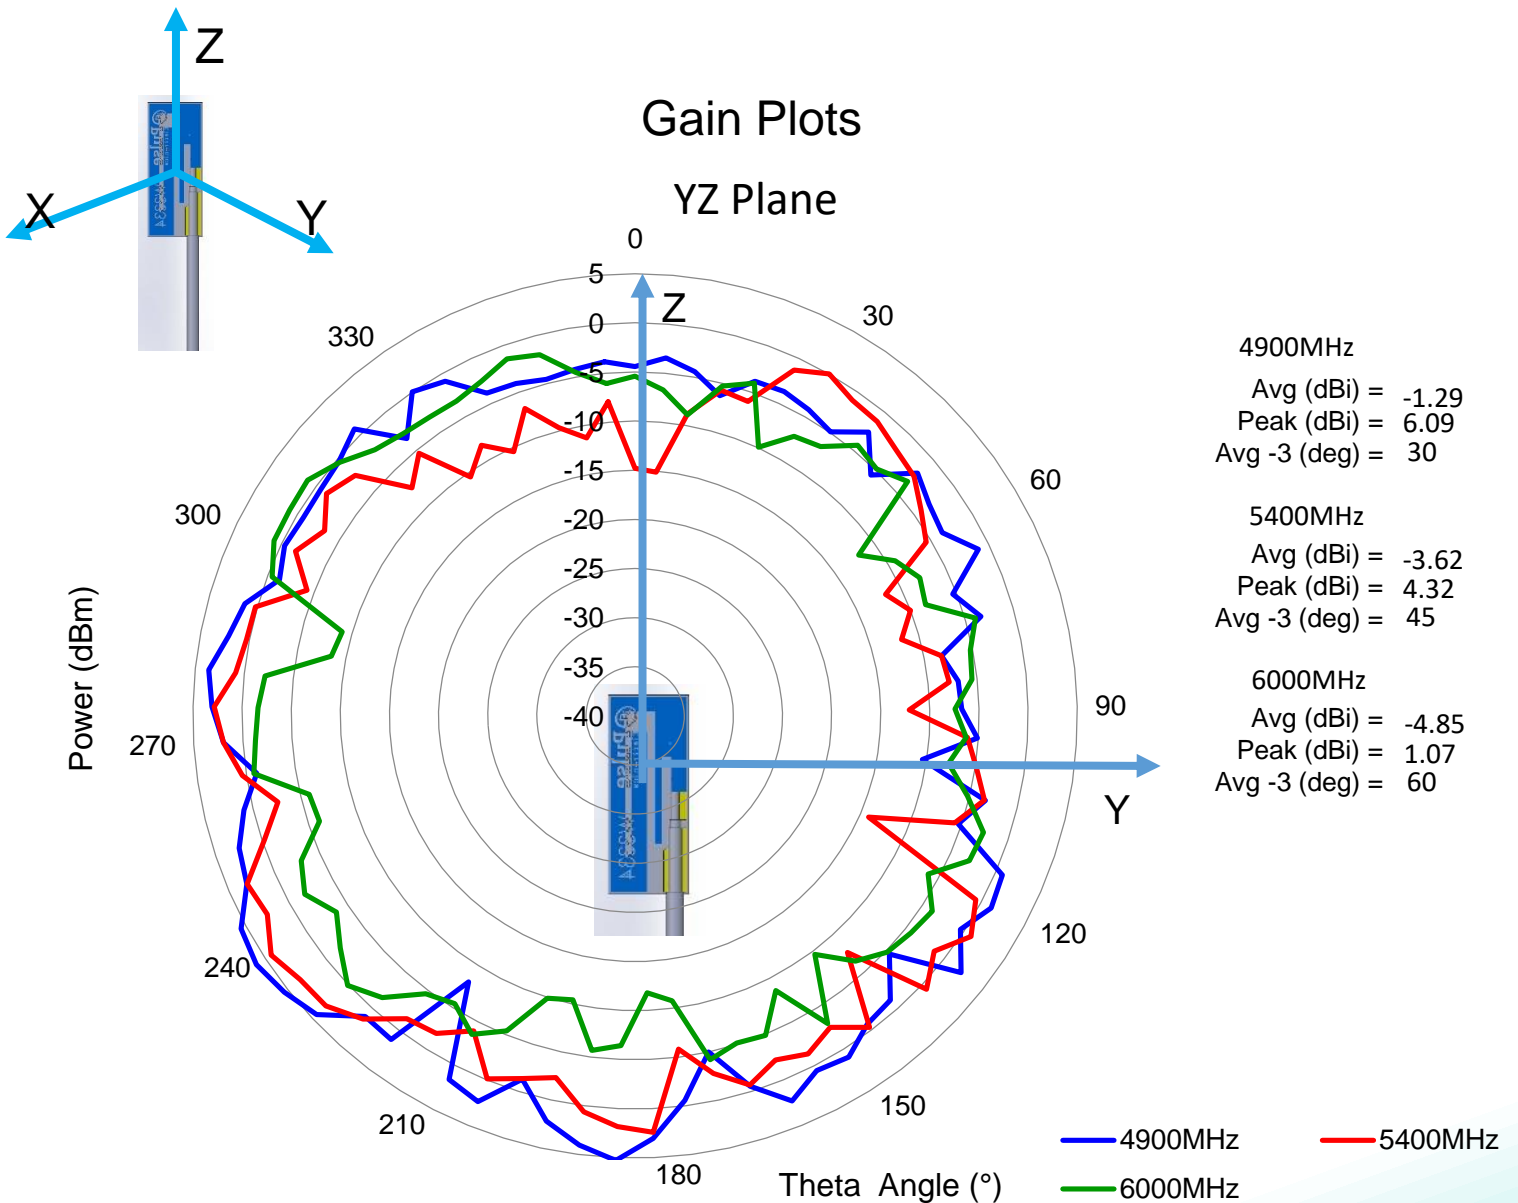 Z
X
Y
Gain Plots
YZ Plane
0
30
60
90
120
150
180
210
240
270
300
330
5
0
-5
-10
-15
-20
-25
-30
-35
-40
Z
Y
Power (dBm)
Theta Angle (°)
4900MHz
Avg (dBi) = -1.29
Peak (dBi) = 6.09
Avg -3 (deg) = 30
5400MHz
Avg (dBi) = -3.62
Peak (dBi) = 4.32
Avg -3 (deg) = 45
6000MHz
Avg (dBi) = -4.85
Peak (dBi) = 1.07
Avg -3 (deg) = 60
4900MHz
5400MHz
6000MHz
Pulse
Pulse